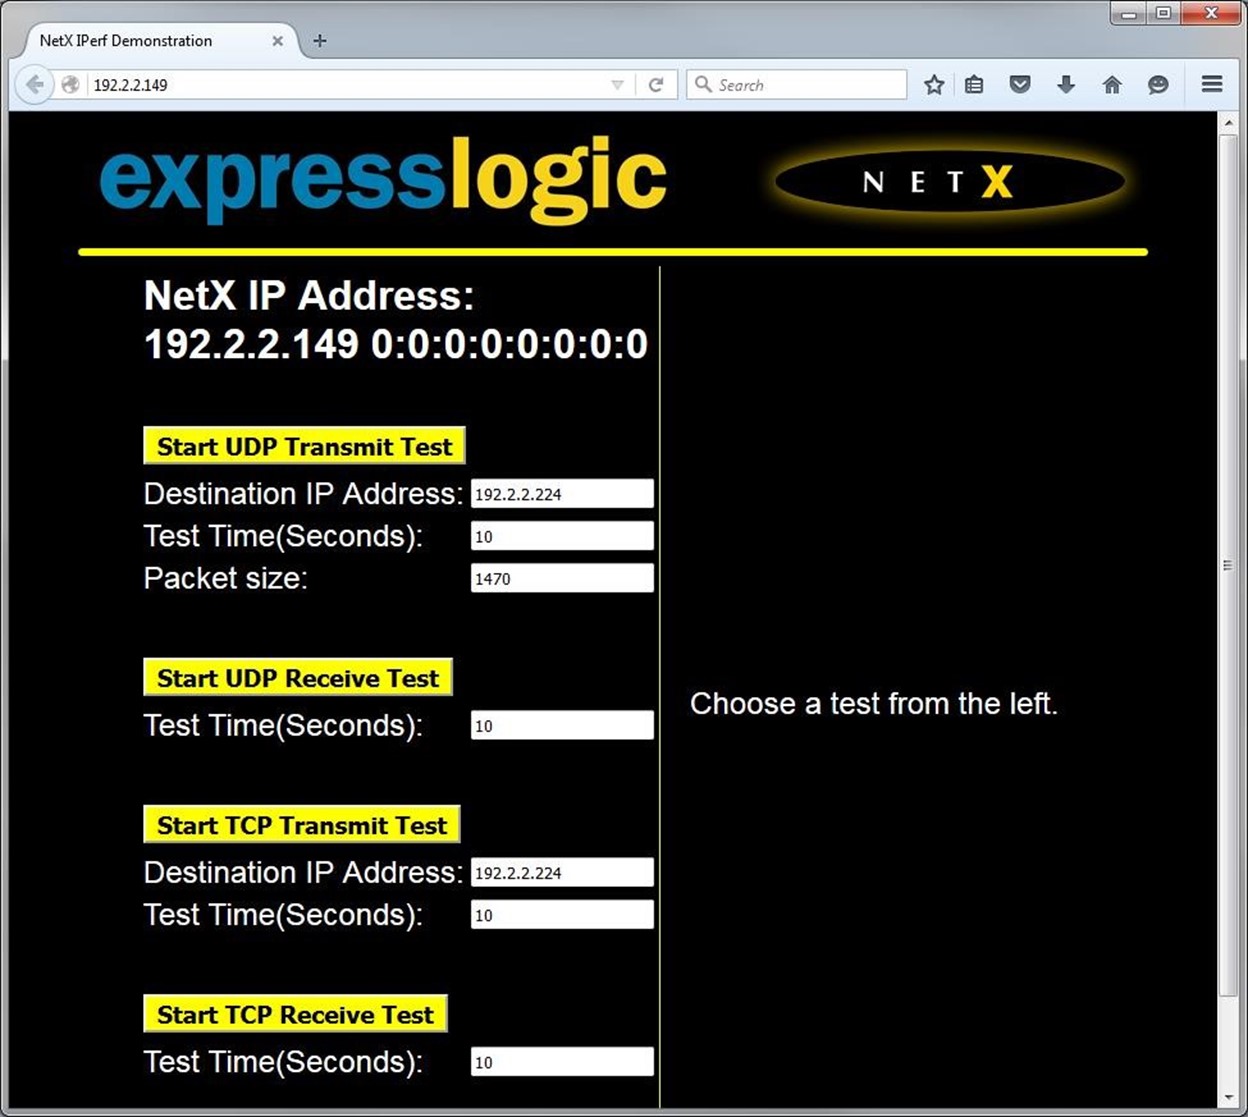 NetX IPerf Demonstration
192.2.2.149
Search
expresslogic
NETX
NetX IP Address:
192.2.2.149 0:0:0:0:0:0:0:0
Start UDP Transmit Test
Destination IP Address: 192.2.2.224
Test Time(Seconds): 10
Packet size: 1470
Start UDP Receive Test
Test Time(Seconds): 10
Start TCP Transmit Test
Destination IP Address: 192.2.2.224
Test Time(Seconds): 10
Start TCP Receive Test
Test Time(Seconds): 10
Choose a test from the left.